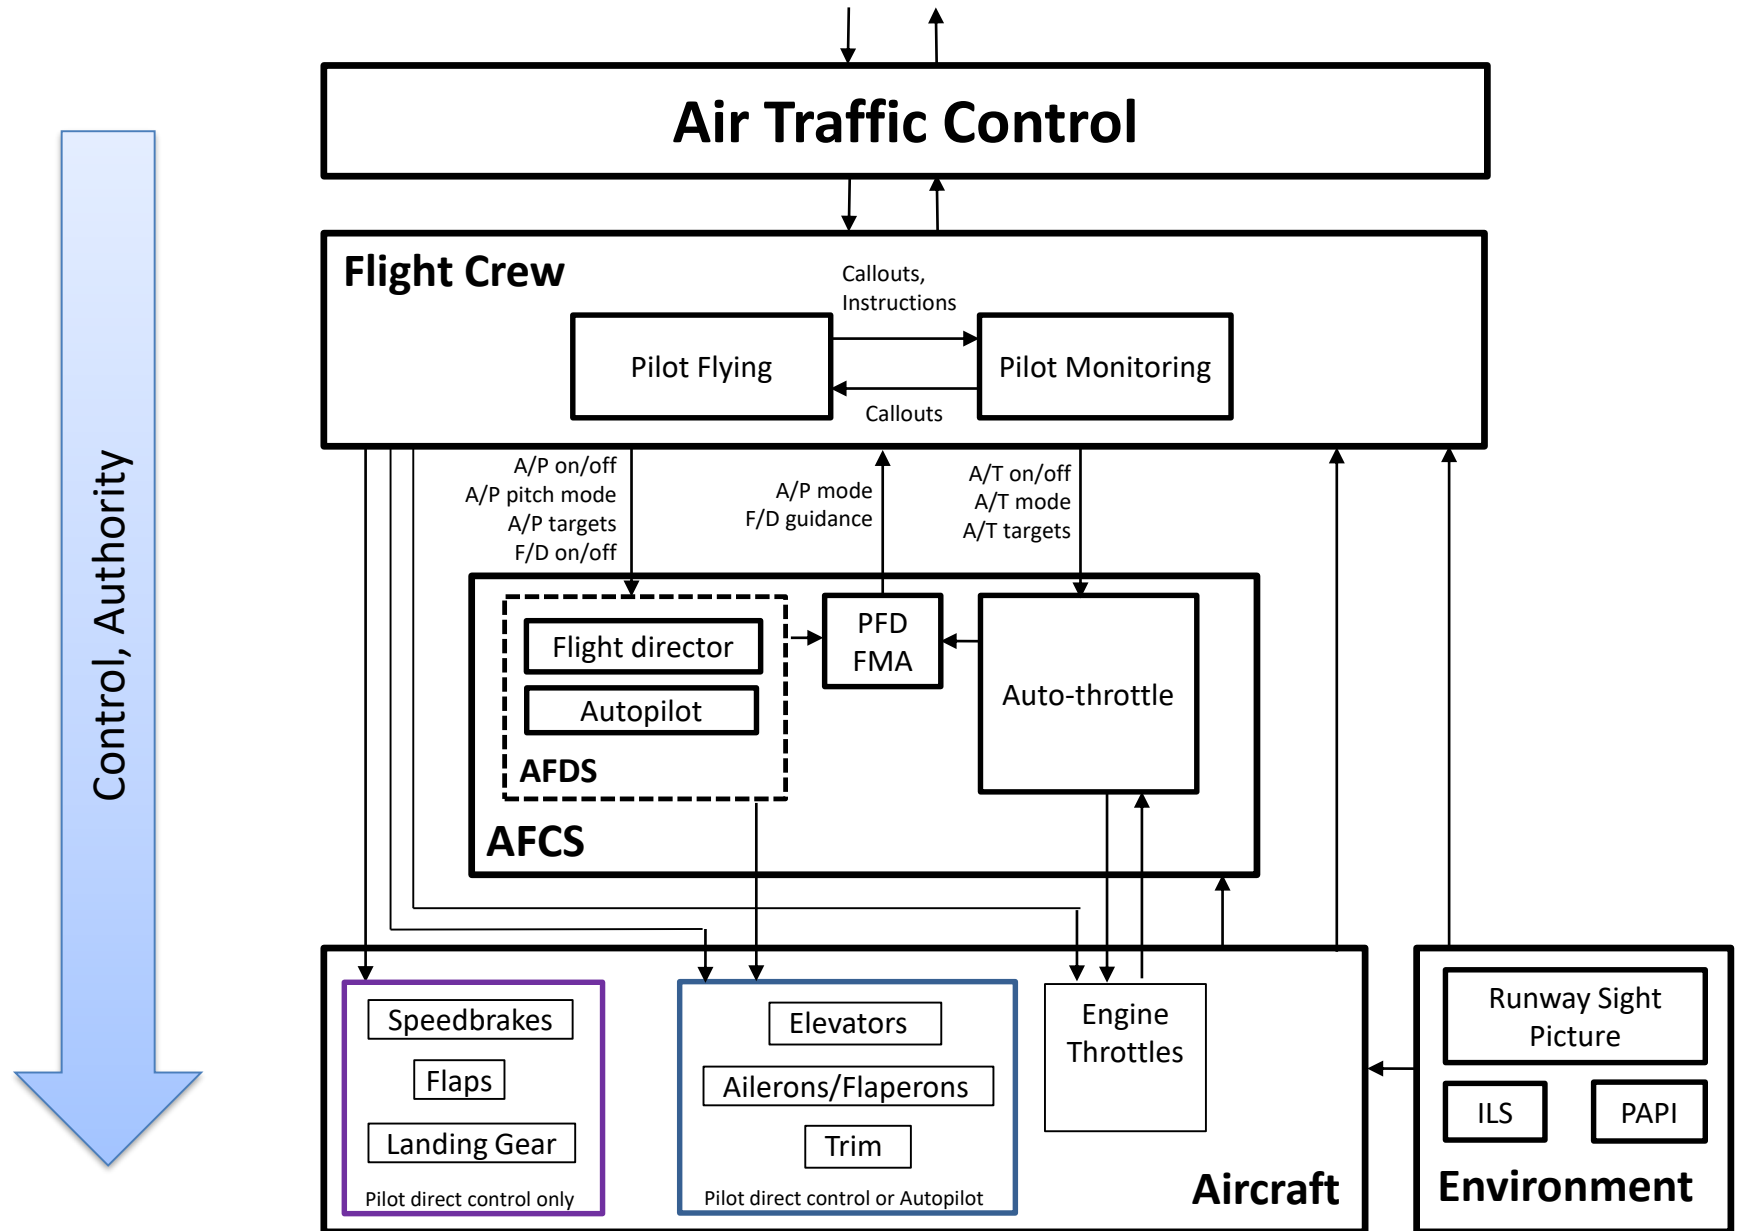 Air Traffic Control
Control, Authority
Flight Crew
Callouts,
Instructions
Pilot Flying
Pilot Monitoring
Callouts
A/P on/off
A/P pitch mode
A/P targets
F/D on/off
A/P mode
F/D guidance
A/T on/off
A/T mode
A/T targets
Flight director
Autopilot
AFDS
PFD
FMA
Auto-throttle
AFCS
Speedbrakes
Flaps
Landing Gear
Pilot direct control only
Elevators
Ailerons/Flaperons
Trim
Pilot direct control or Autopilot
Engine
Throttles
Aircraft
Runway Sight
Picture
ILS
PAPI
Environment